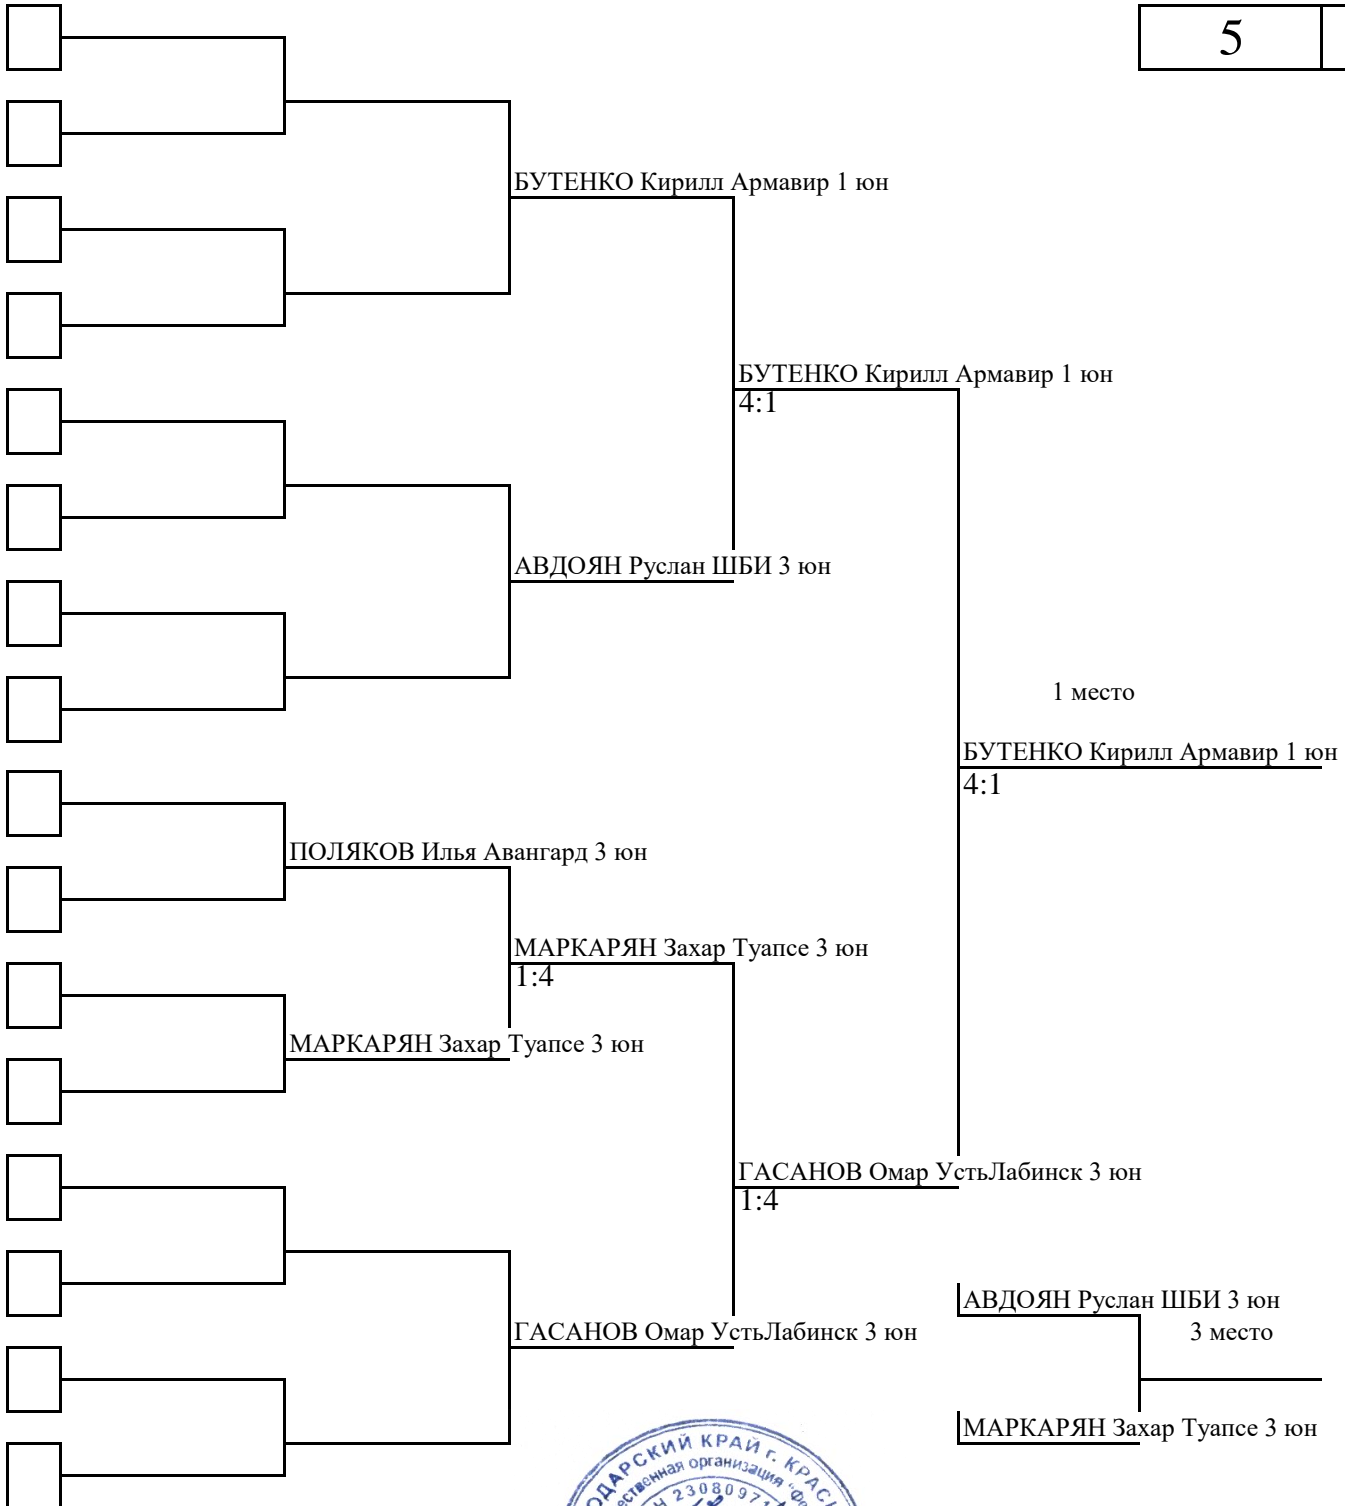 5
БУТЕНКО Кирилл Армавир 1 юн
БУТЕНКО Кирилл Армавир 1 юн
4:1
АВДОЯН Руслан ШБИ 3 юн
1 место
БУТЕНКО Кирилл Армавир 1 юн
4:1
ПОЛЯКОВ Илья Авангард 3 юн
МАРКАРЯН Захар Туапсе 3 юн
1:4
МАРКАРЯН Захар Туапсе 3 юн
ГАСАНОВ Омар УстьЛабинск 3 юн
1:4
АВДОЯН Руслан ШБИ 3 юн
ГАСАНОВ Омар УстьЛабинск 3 юн
3 место
МАРКАРЯН Захар Туапсе 3 юн
КРАЙ г.
организация